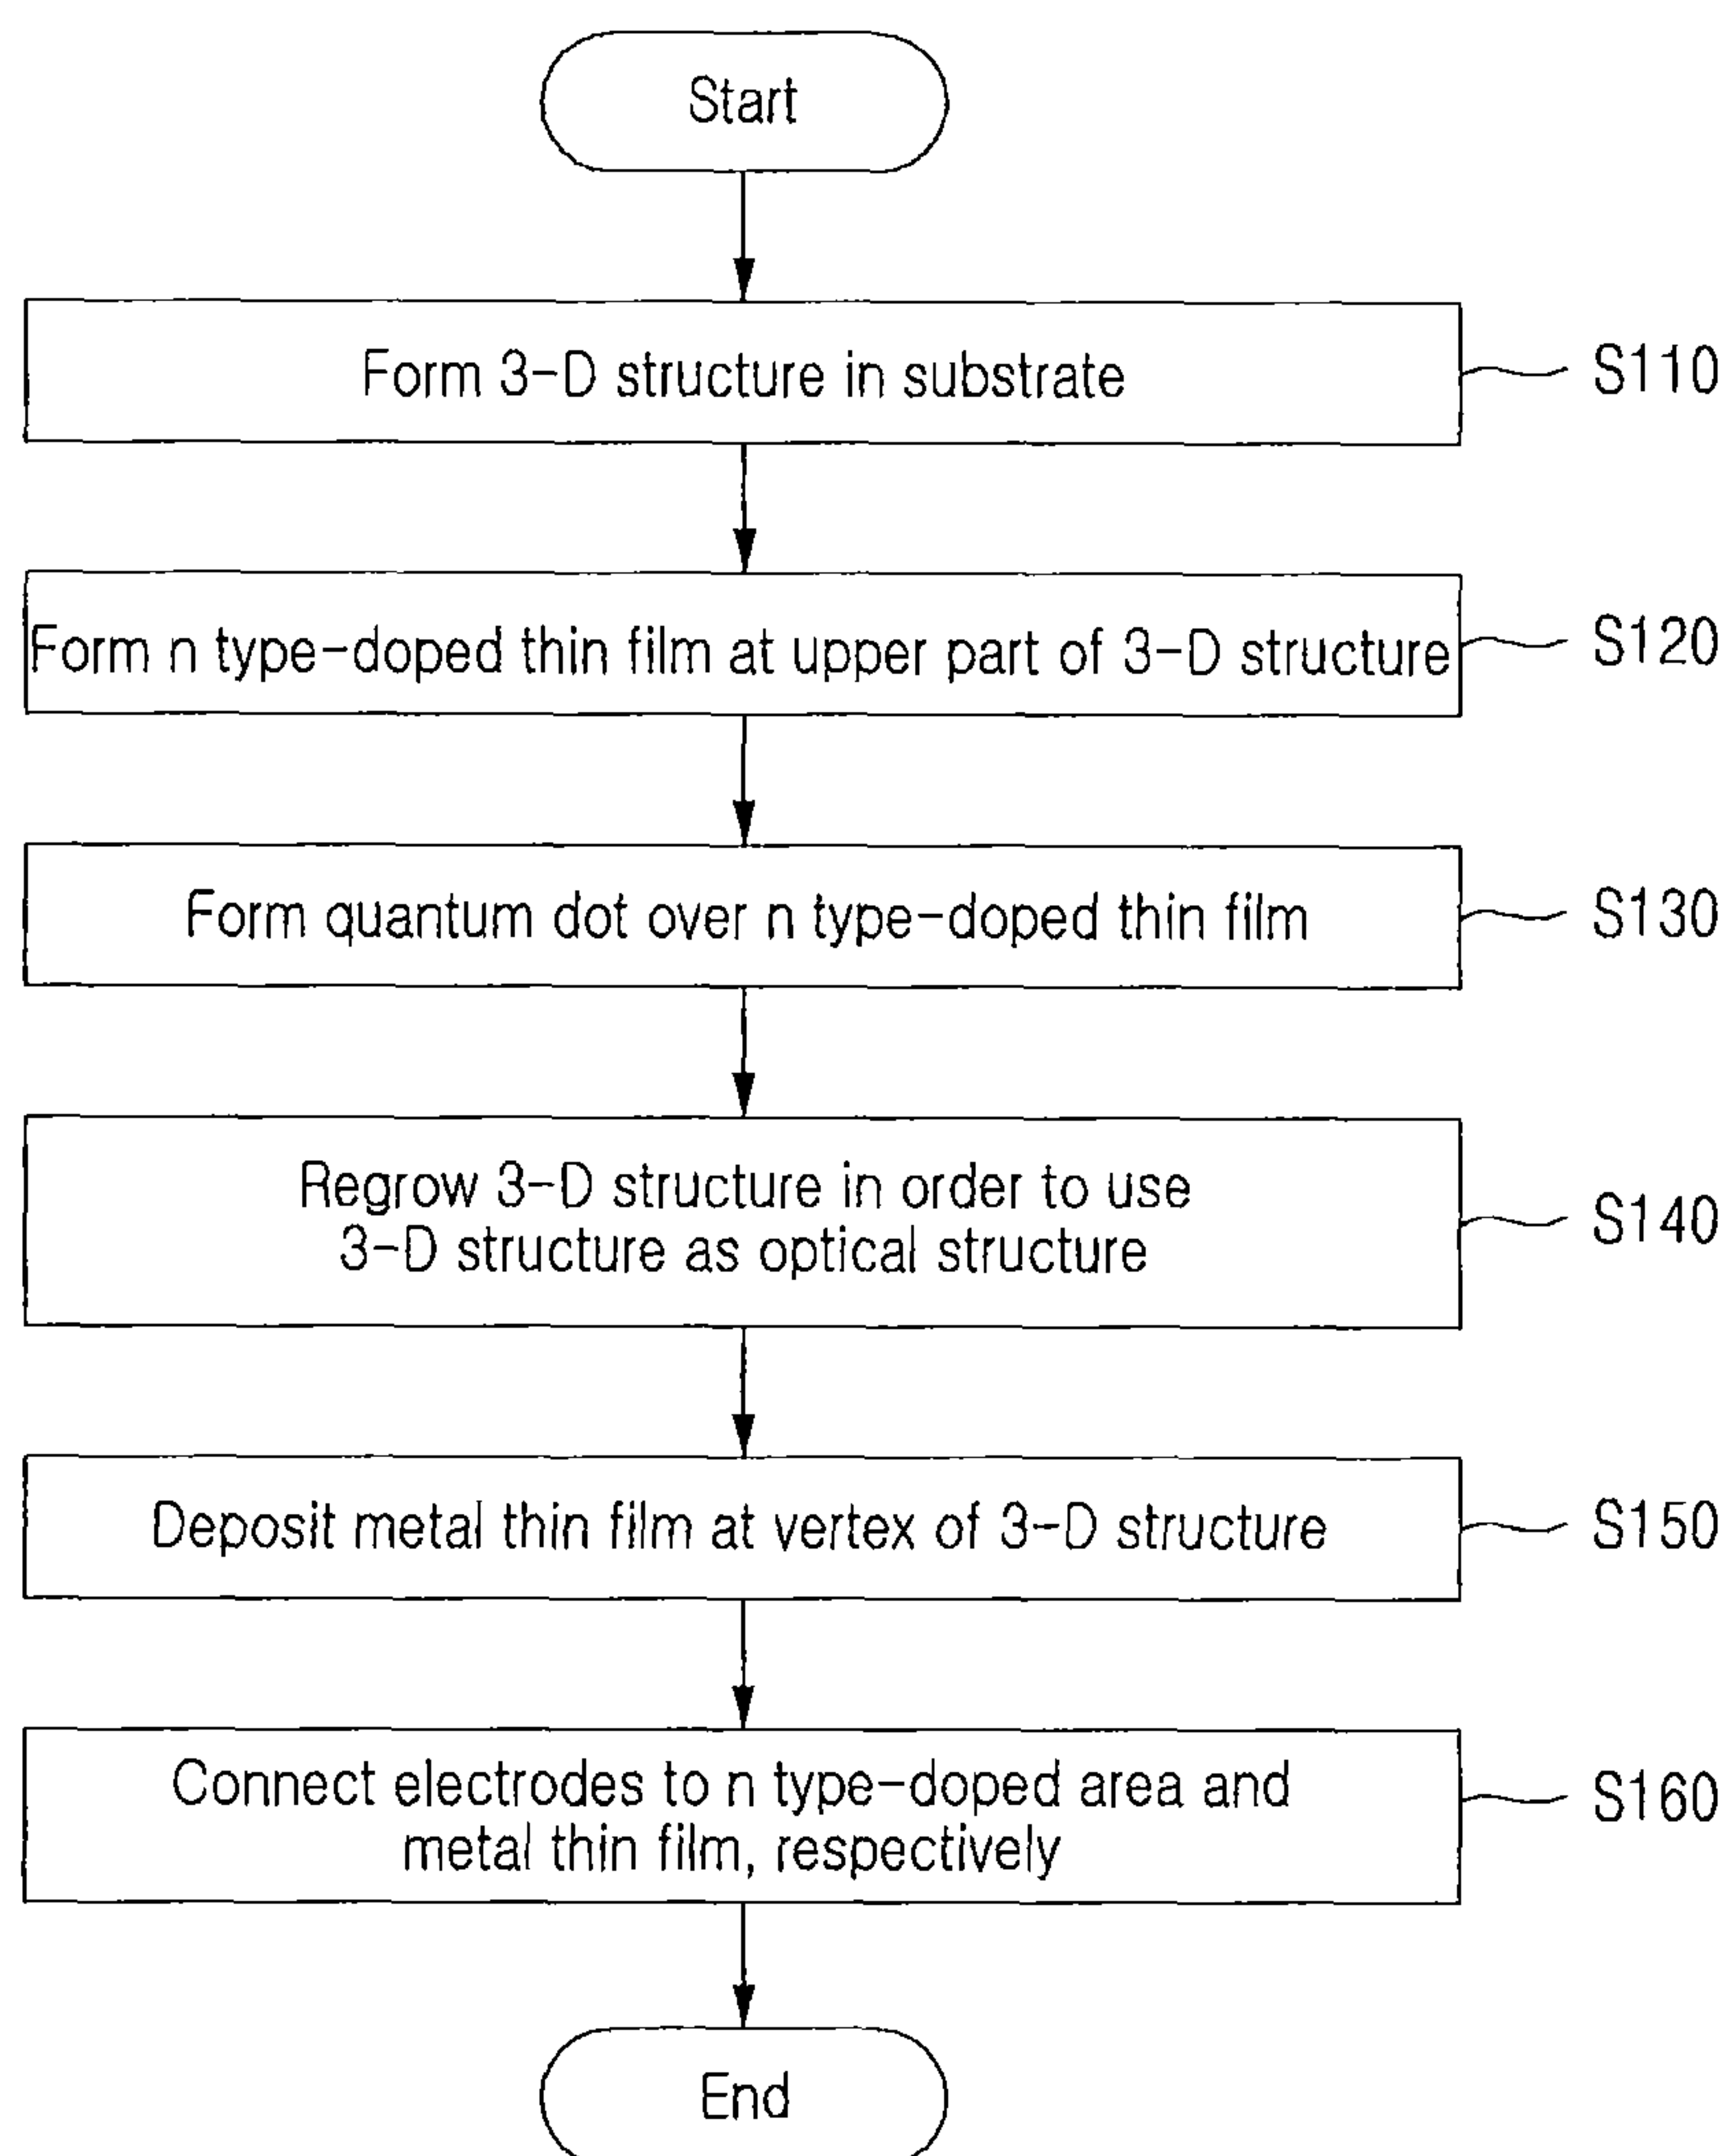 Start
Form 3-D structure in substrate
S110
Form n type-doped thin film at upper part of 3-D structure
S120
Form quantum dot over n type-doped thin film
S130
Regrow 3-D structure in order to use
3-D structure as optical structure
S140
Deposit metal thin film at vertex of 3-D structure
S150
Connect electrodes to n type-doped area and
metal thin film, respectively
S160
End